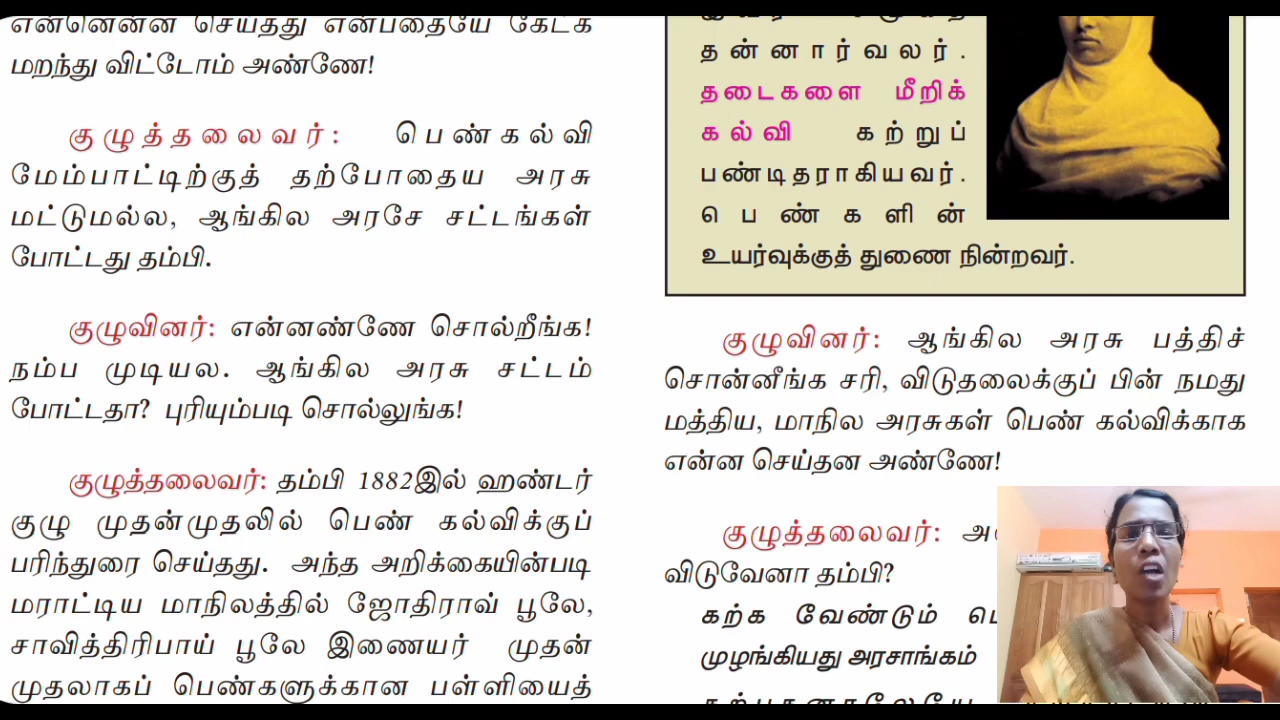 என்னென்ன செய்தது என்பதையே கேட்க
மறந்து விட்டோம் அண்ணே!
குழுத்தலைவர்: பெண்கல்வி
மேம்பாட்டிற்குத் தற்போதைய அரசு
மட்டுமல்ல, ஆங்கில அரசே சட்டங்கள்
போட்டது தம்பி.
குழுவினர்: என்னண்ணே சொல்றீங்க!
நம்ப முடியல. ஆங்கில அரசு சட்டம்
போட்டதா? புரியும்படி சொல்லுங்க!
குழுத்தலைவர்: தம்பி 1882இல் ஹண்டர்
குழு முதன்முதலில் பெண் கல்விக்குப்
பரிந்துரை செய்தது. அந்த அறிக்கையின்படி
மராட்டிய மாநிலத்தில் ஜோதிராவ் பூலே,
சாவித்திரிபாய் பூலே இணையர் முதன்
முதலாகப் பெண்களுக்கான பள்ளியைத்
தன்னார்வலர்.
தடைகளை மீறிக்
கல்வி கற்றுப்
பண்டிதராகியவர்.
பெண்களின்
உயர்வுக்குத் துணை நின்றவர்.
குழுவினர்: ஆங்கில அரசு பத்திச்
சொன்னீங்க சரி, விடுதலைக்குப் பின் நமது
மத்திய, மாநில அரசுகள் பெண் கல்விக்காக
என்ன செய்தன அண்ணே!
குழுத்தலைவர்:
விடுவேனா தம்பி?
கற்க வேண்டும்
முழங்கியது அரசாங்கம்